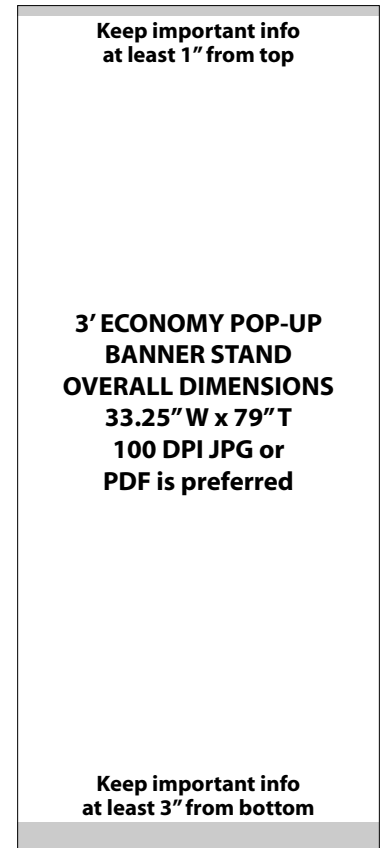 Keep important info
at least 1” from top
3’ ECONOMY POP-UP
BANNER STAND
OVERALL DIMENSIONS
33.25” W x 79” T
100 DPI JPG or
PDF is preferred
Keep important info
at least 3” from bottom